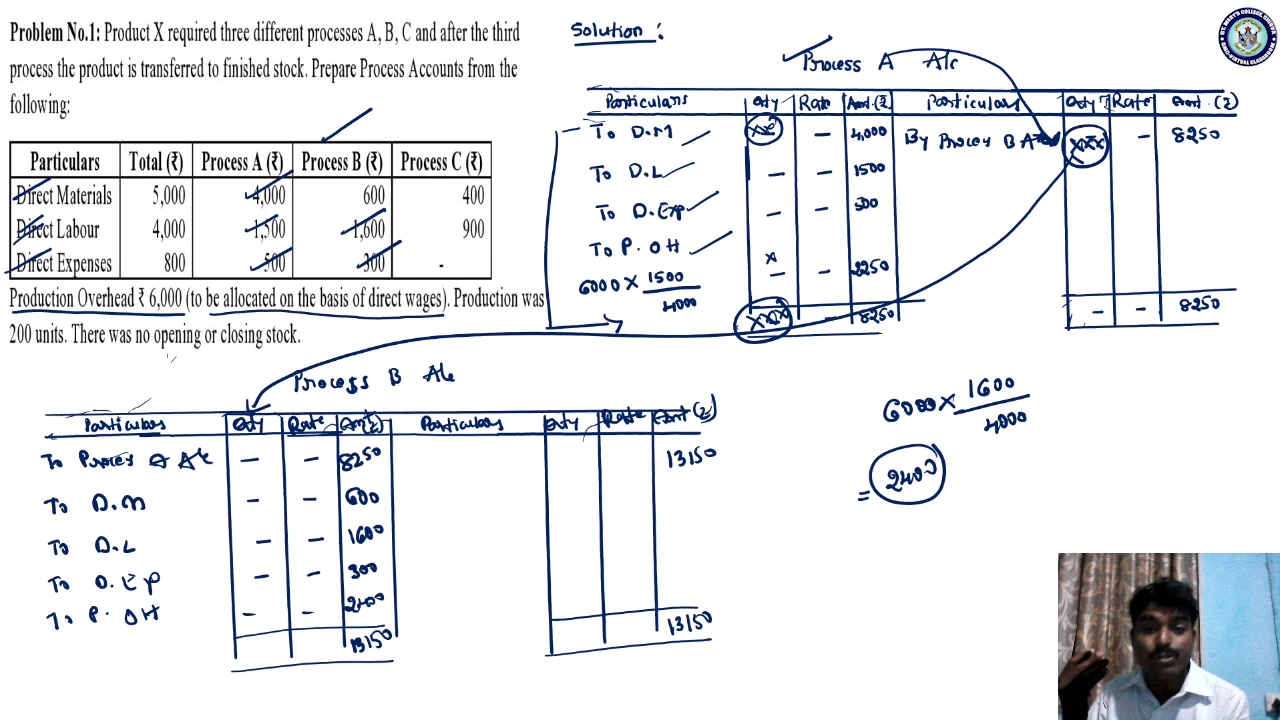 Problem No.1: Product X required three different processes A, B, C and after the third
process the product is transferred to finished stock. Prepare Process Accounts from the
following:
Particulars Total (₹) Process A (₹) Process B (₹) Process C (₹)
Direct Materials 5,000 4,000 600 400
Direct Labour 4,000 1,500 1,600 900
Direct Expenses 800 500 300 -
Production Overhead ₹ 6,000 (to be allocated on the basis of direct wages). Production was
200 units. There was no opening or closing stock.
Solution :
Process A A/c
Particulars Qty Rate Amt.(₹) Particulars Qty Rate Amt.(₹)
To D.M - 4,000 By Process B A/c - 8250
To D.L - - 1500
To D.Exp - - 500
To P.OH - - 2250
6000 × 1500
4000
- 8250 - - 8250
Process B A/c
Particulars Qty Rate Amt(₹) Particulars Qty Rate Amt(₹)
To Process A A/c - - 8250 13150
To D.M - - 600
To D.L - - 1600
To D.Exp - - 300
To P.OH - - 2400
13150 13150
6000 × 1600
4000
= 2400